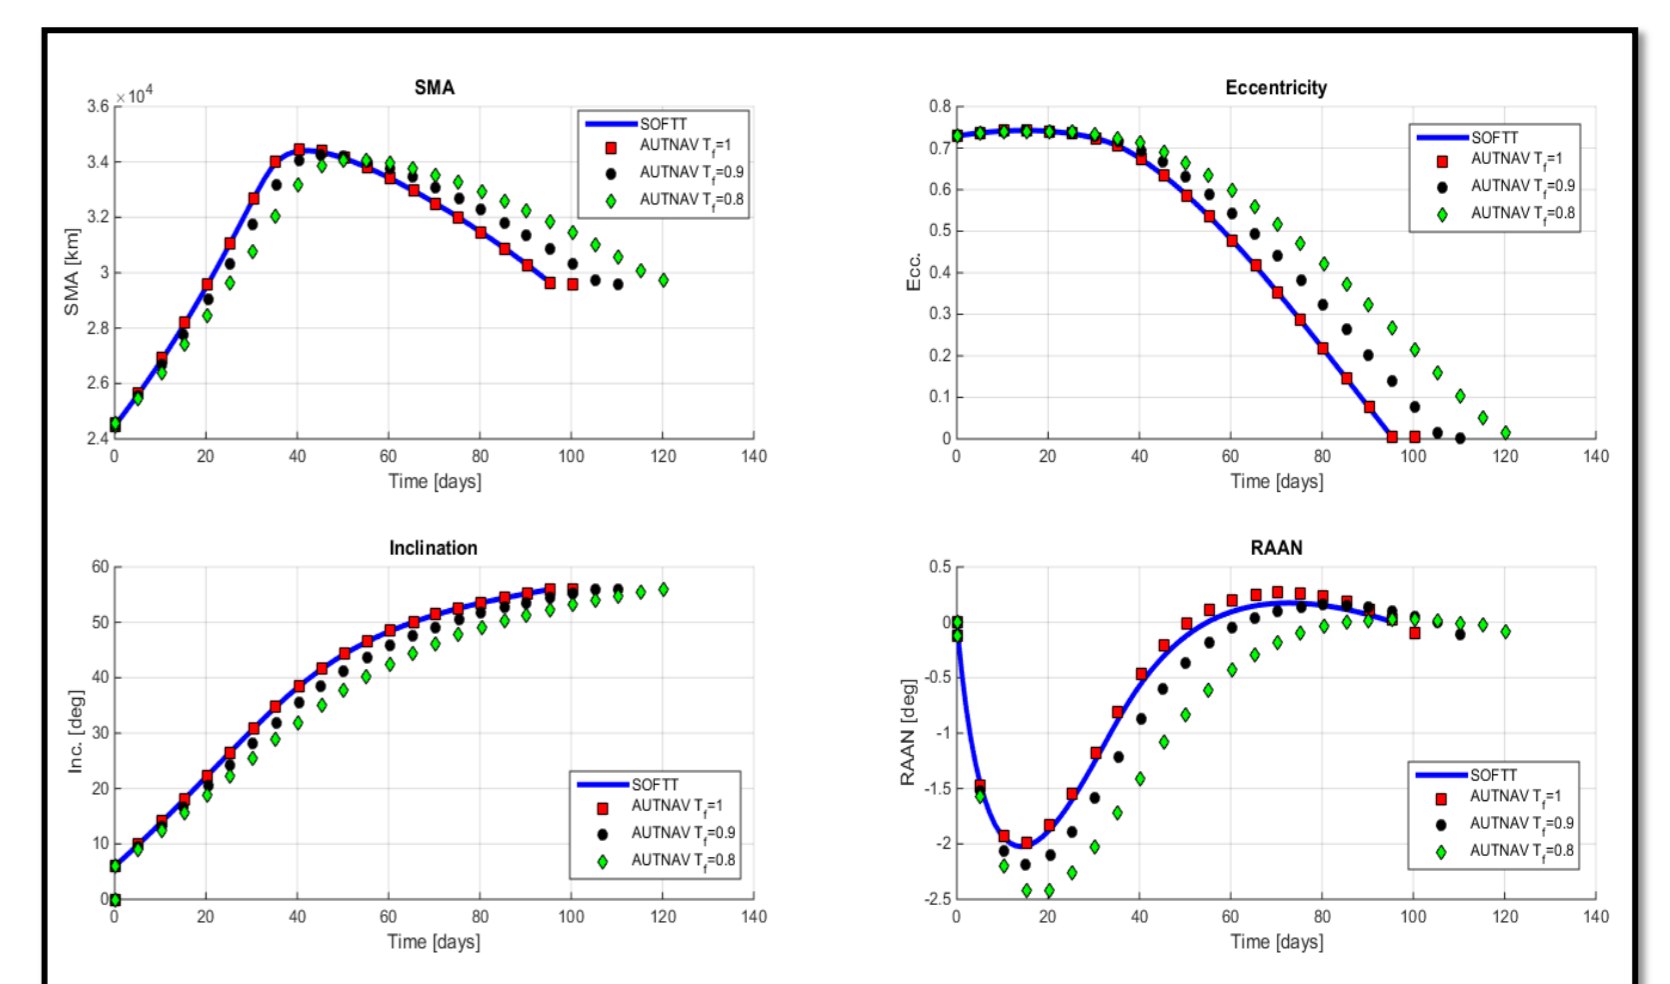 SMA
×10⁴
3.6
3.4
3.2
3
2.8
2.6
2.4
SMA [km]
0 20 40 60 80 100 120 140
Time [days]
SOFTT
AUTNAV T_f=1
AUTNAV T_f=0.9
AUTNAV T_f=0.8
Eccentricity
0.8
0.7
0.6
0.5
0.4
0.3
0.2
0.1
0
Ecc.
0 20 40 60 80 100 120 140
Time [days]
SOFTT
AUTNAV T_f=1
AUTNAV T_f=0.9
AUTNAV T_f=0.8
Inclination
60
50
40
30
20
10
0
Inc. [deg]
0 20 40 60 80 100 120 140
Time [days]
SOFTT
AUTNAV T_f=1
AUTNAV T_f=0.9
AUTNAV T_f=0.8
RAAN
0.5
0
-0.5
-1
-1.5
-2
-2.5
RAAN [deg]
0 20 40 60 80 100 120 140
Time [days]
SOFTT
AUTNAV T_f=1
AUTNAV T_f=0.9
AUTNAV T_f=0.8